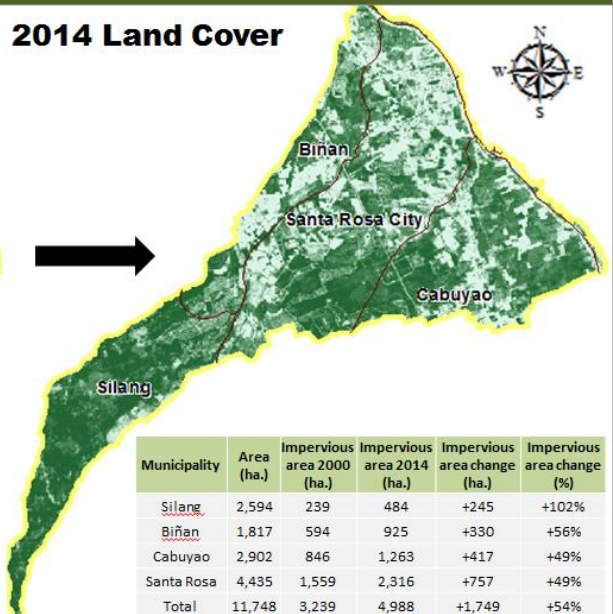 2014 Land Cover
N
W E
S
Biñan
Santa Rosa City
Cabuyao
Silang
Municipality Area (ha.) Impervious area 2000 (ha.) Impervious area 2014 (ha.) Impervious area change (ha.) Impervious area change (%)
Silang 2,594 239 484 +245 +102%
Biñan 1,817 594 925 +330 +56%
Cabuyao 2,902 846 1,263 +417 +49%
Santa Rosa 4,435 1,559 2,316 +757 +49%
Total 11,748 3,239 4,988 +1,749 +54%